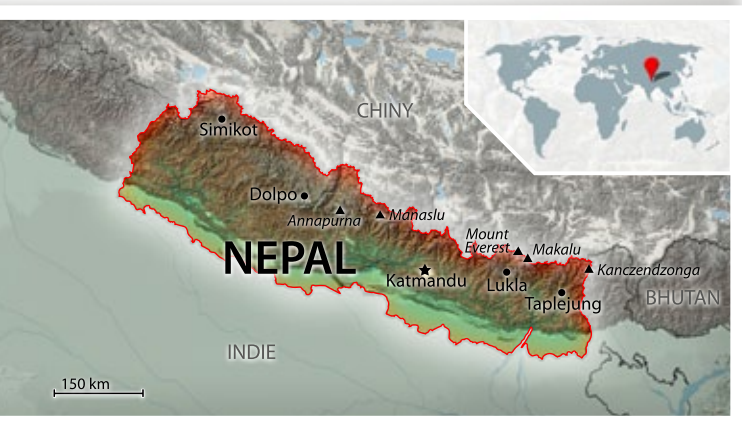 CHINY
Simikot
Dolpo
Annapurna
Manaslu
Mount
Everest
Makalu
NEPAL
Katmandu
Lukla
Kanczendzonga
Taplejung
BHUTAN
INDIE
150 km